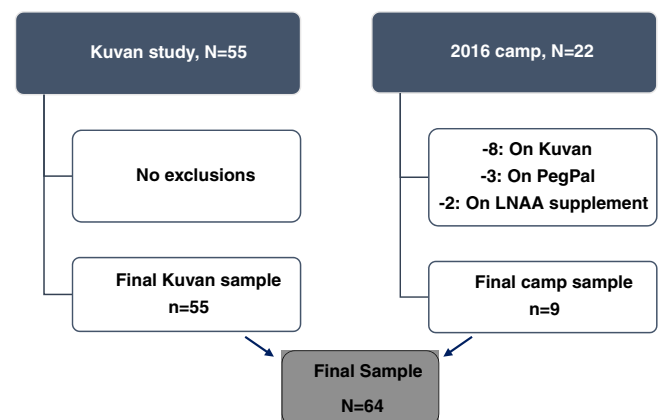 Kuvan study, N=55
No exclusions
Final Kuvan sample
n=55
2016 camp, N=22
-8: On Kuvan
-3: On PegPal
-2: On LNAA supplement
Final camp sample
n=9
Final Sample
N=64